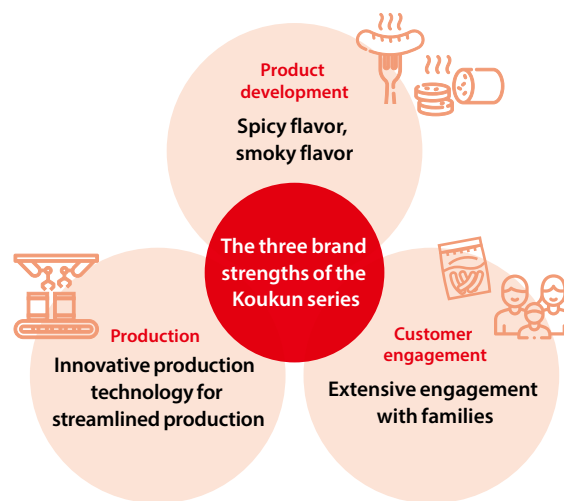 Product
development
Spicy flavor,
smoky flavor
The three brand
strengths of the
Koukun series
Production
Innovative production
technology for
streamlined production
Customer
engagement
Extensive engagement
with families